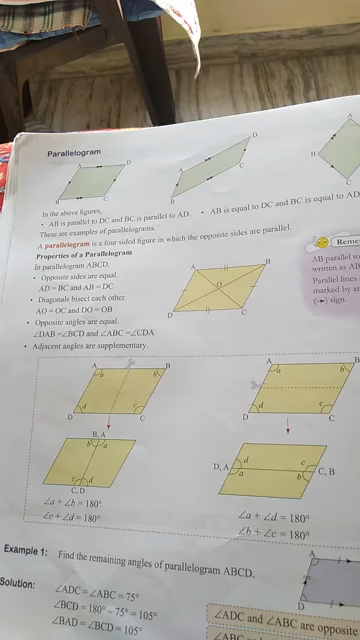 Parallelogram
A D B C
D A C B
A B C
In the above figures,
• AB is parallel to DC and BC is parallel to AD. • AB is equal to DC and BC is equal to AD
These are examples of parallelograms.
A parallelogram is a four sided figure in which the opposite sides are parallel.
Properties of a Parallelogram
In parallelogram ABCD,
• Opposite sides are equal.
AD = BC and AB = DC
• Diagonals bisect each other.
AO = OC and DO = OB
• Opposite angles are equal.
∠DAB = ∠BCD and ∠ABC = ∠CDA
• Adjacent angles are supplementary.
A B O D C
Reme
AB parallel to
written as AB
Parallel lines
marked by ar
(➛) sign.
A B a b D d c C
A B a b D d c C
B, A b a c d C, D
D, A d a c b C, B
∠a + ∠b = 180°
∠c + ∠d = 180°
∠a + ∠d = 180°
∠b + ∠c = 180°
Example 1: Find the remaining angles of parallelogram ABCD.
Solution: ∠ADC = ∠ABC = 75°
∠BCD = 180° – 75° = 105°
∠BAD = ∠BCD = 105°
A
D
∠ADC and ∠ABC are opposite